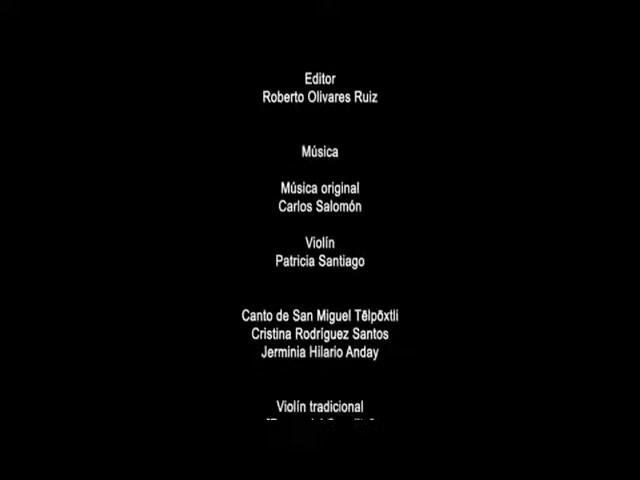 Editor
Roberto Olivares Ruiz
Música
Música original
Carlos Salomón
Violín
Patricia Santiago
Canto de San Miguel Tēlpōxtli
Cristina Rodríguez Santos
Jerminia Hilario Anday
Violín tradicional